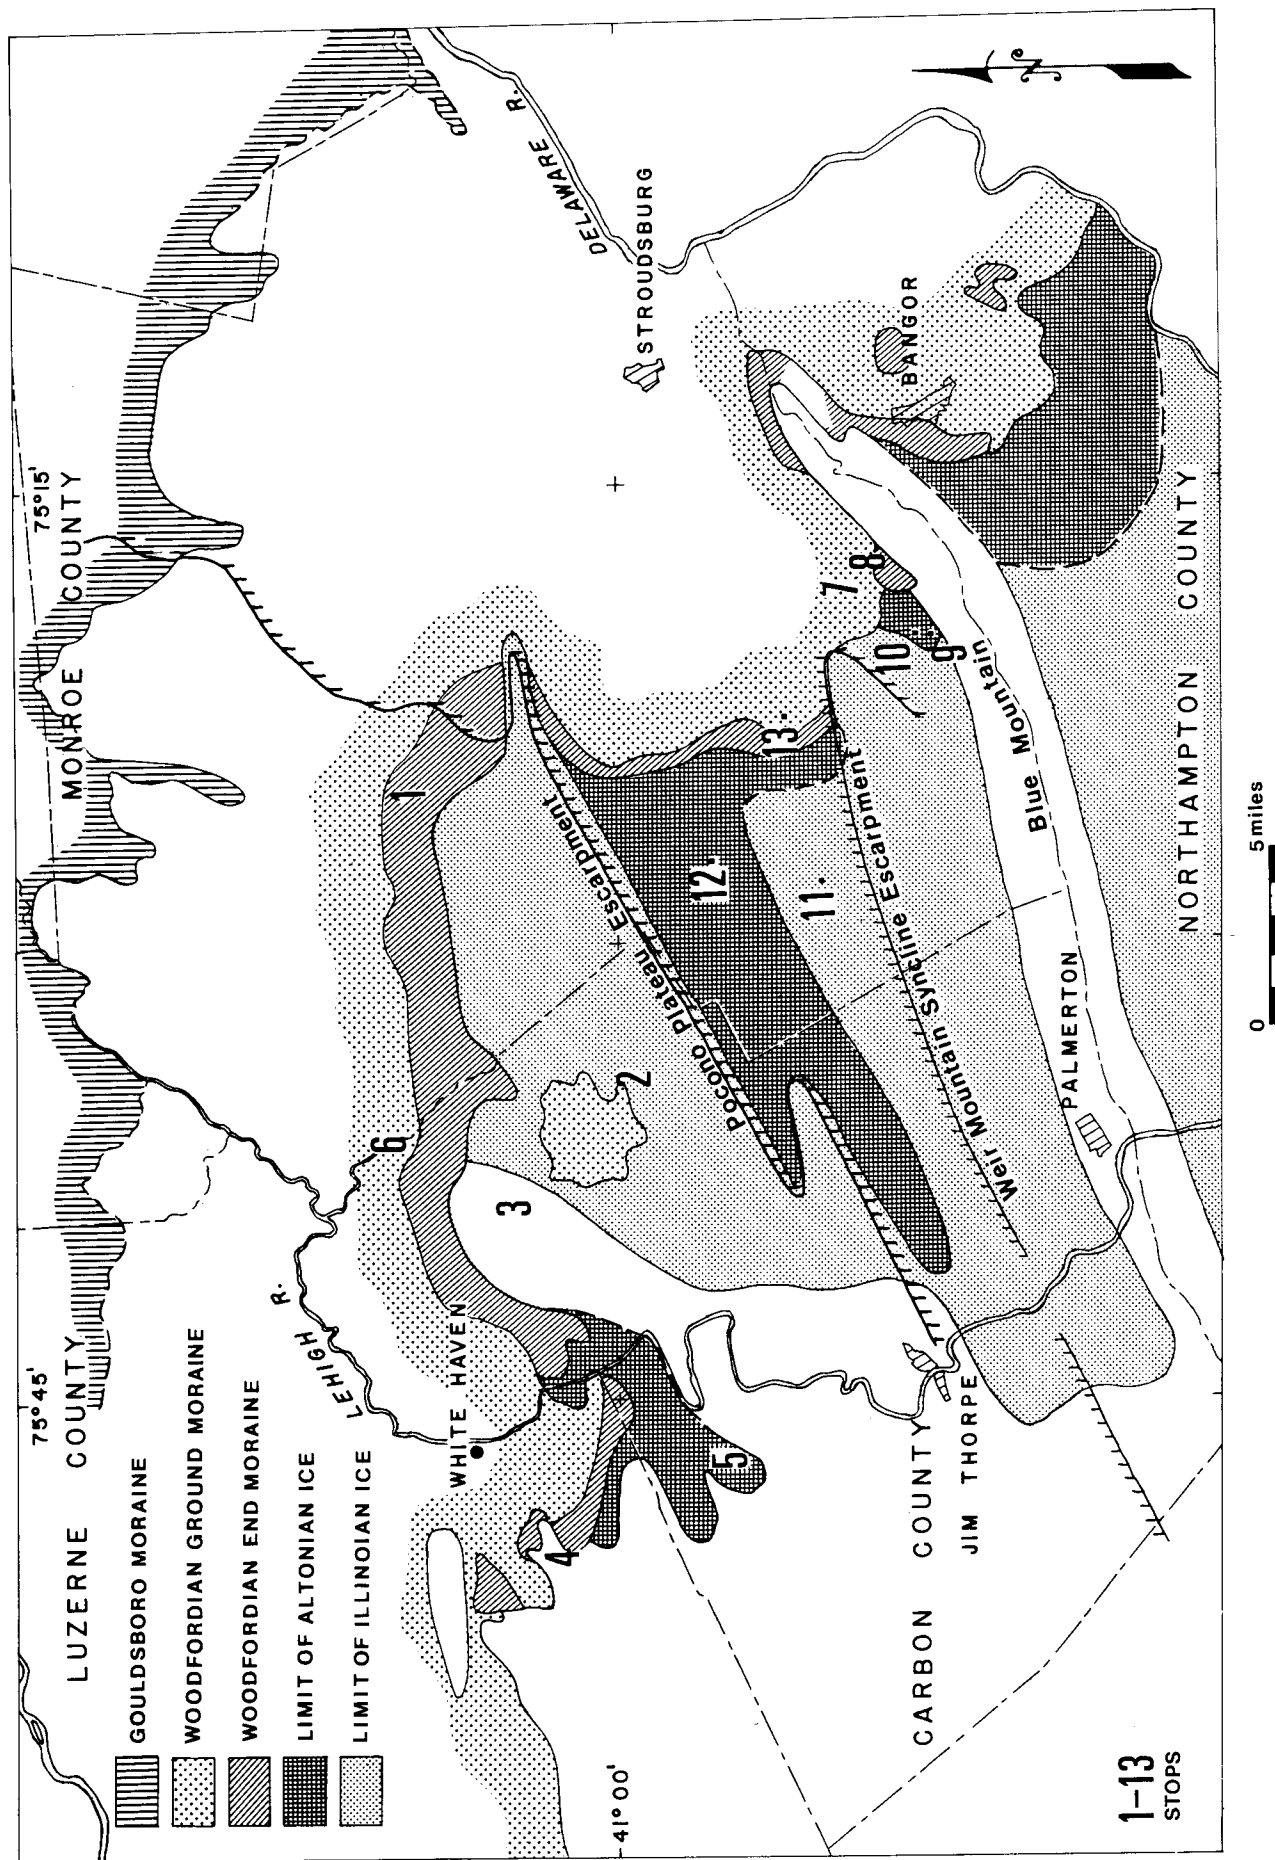 LUZERNE COUNTY
75°45'
MONROE COUNTY
75°15'
GOULDSBORO MORAINE
WOODFORDIAN GROUND MORAINE
WOODFORDIAN END MORAINE
LIMIT OF ALTONIAN ICE
LIMIT OF ILLINOIAN ICE
LEHIGH R.
WHITE HAVEN
DELAWARE R.
STROUDSBURG
BANGOR
N
41°00'
1
2
3
4
5
6
7
8
9
10
11
12
13
Pocono Plateau Escarpment
Weir Mountain Syncline Escarpment
Blue Mountain
PALMERTON
JIM THORPE
CARBON COUNTY
NORTHAMPTON COUNTY
1-13
STOPS
0 5 miles